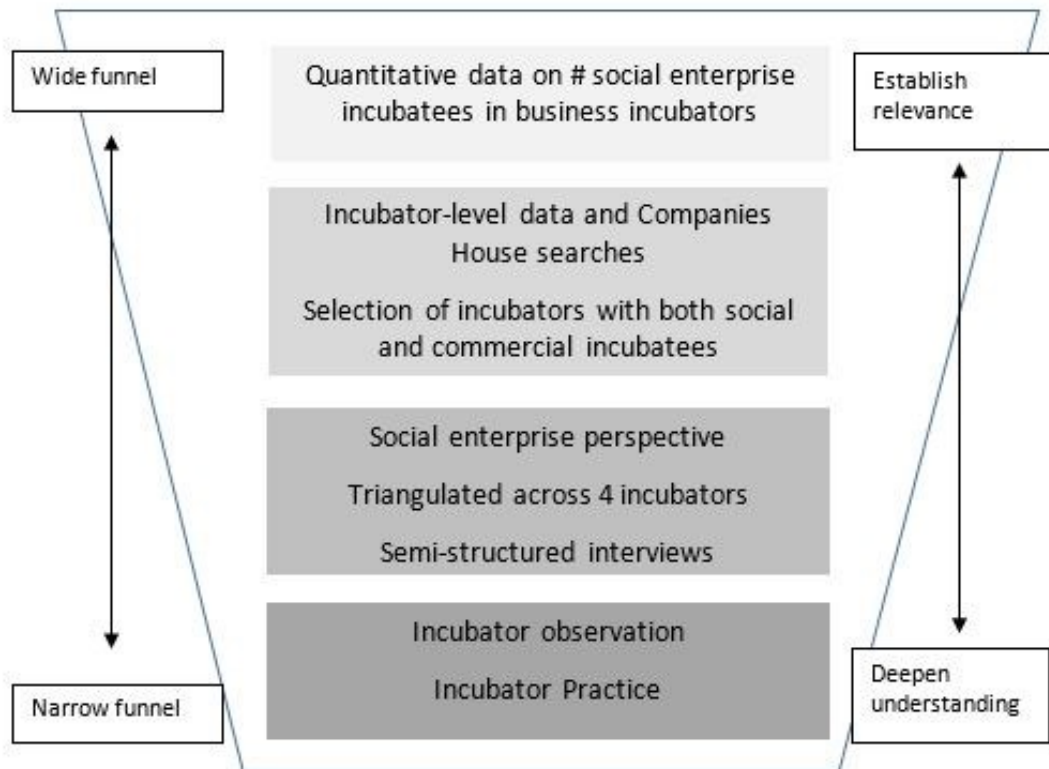 Wide funnel
Quantitative data on # social enterprise
incubatees in business incubators
Establish
relevance
Incubator-level data and Companies
House searches
Selection of incubators with both social
and commercial incubatees
Social enterprise perspective
Triangulated across 4 incubators
Semi-structured interviews
Incubator observation
Incubator Practice
Narrow funnel
Deepen
understanding